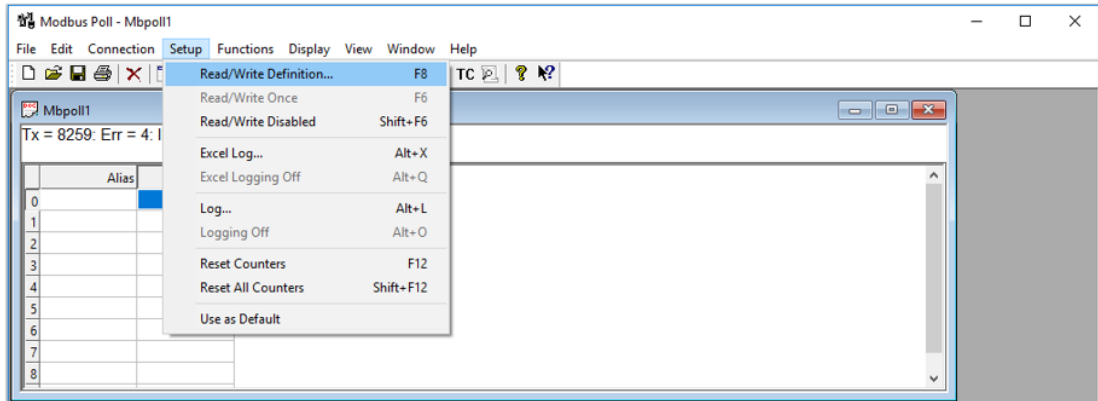 Modbus Poll - Mbpoll1
File Edit Connection Setup Functions Display View Window Help
TC
Read/Write Definition... F8
Read/Write Once F6
Read/Write Disabled Shift+F6
Excel Log... Alt+X
Excel Logging Off Alt+Q
Log... Alt+L
Logging Off Alt+O
Reset Counters F12
Reset All Counters Shift+F12
Use as Default
Mbpoll1
Tx = 8259: Err = 4: I
Alias
0
1
2
3
4
5
6
7
8